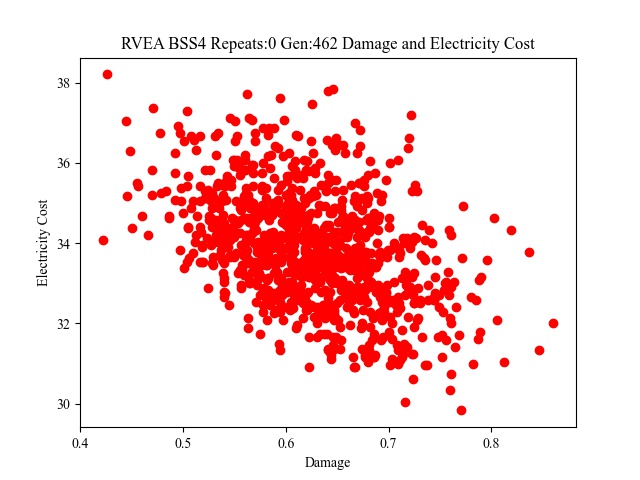 RVEA BSS4 Repeats:0 Gen:462 Damage and Electricity Cost
38
36
34
32
30
Electricity Cost
0.4 0.5 0.6 0.7 0.8
Damage